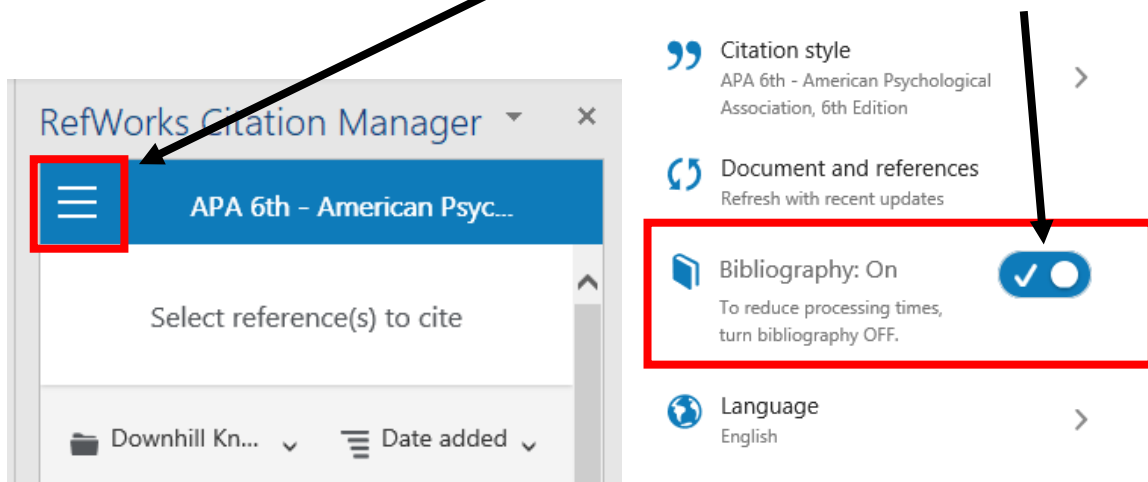 RefWorks Citation Manager
APA 6th - American Psyc...
Select reference(s) to cite
Downhill Kn...
Date added
Citation style
APA 6th - American Psychological
Association, 6th Edition
Document and references
Refresh with recent updates
Bibliography: On
To reduce processing times,
turn bibliography OFF.
Language
English